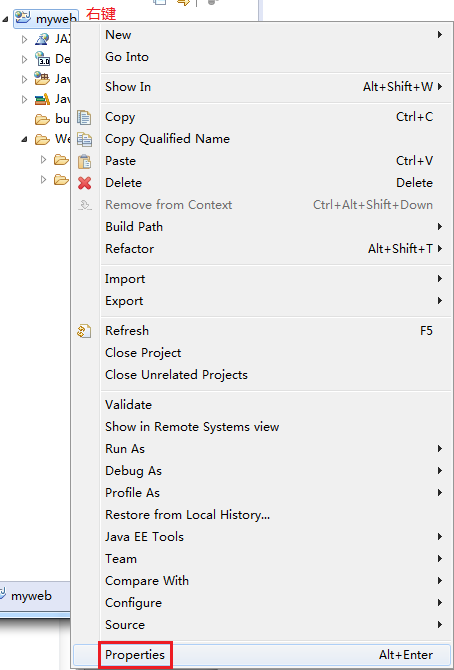 myweb 右键
JAX
De
Java
Java
bu
We
New
Go Into
Show In Alt+Shift+W
Copy Ctrl+C
Copy Qualified Name
Paste Ctrl+V
Delete Delete
Remove from Context Ctrl+Alt+Shift+Down
Build Path
Refactor Alt+Shift+T
Import
Export
Refresh F5
Close Project
Close Unrelated Projects
Validate
Show in Remote Systems view
Run As
Debug As
Profile As
Restore from Local History...
Java EE Tools
Team
Compare With
Configure
Source
myweb
Properties Alt+Enter